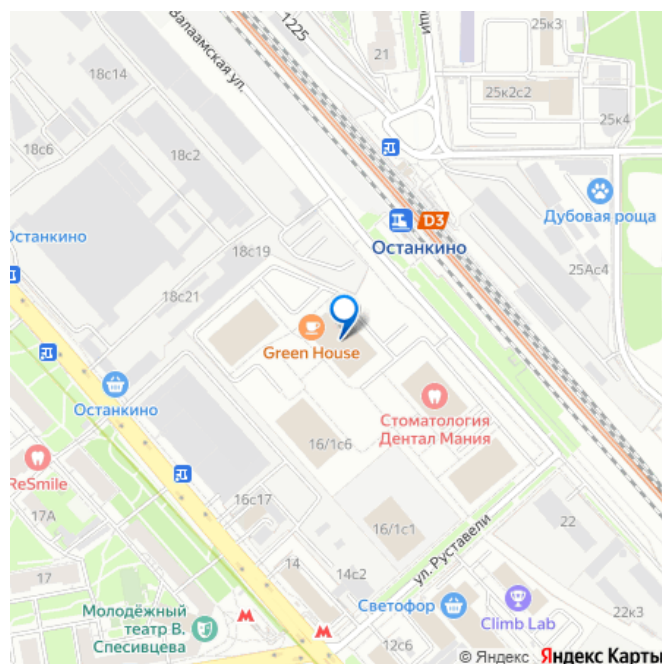 Валаамская ул.
1225
21
25к3
25к2с2
25к4
18с14
18с6
18с2
Дубовая роща
D3
Останкино
Останкино
18с19
25Ас4
18с21
Green House
Останкино
Стоматология
Дентал Мания
16/1с6
ReSmile
16с17
17А
16/1с1
22
ул. Руставели
14
14с2
17
Молодёжный
театр В.
Спесивцева
Светофор
Climb Lab
22к3
12с6
© Яндекс Яндекс Карты